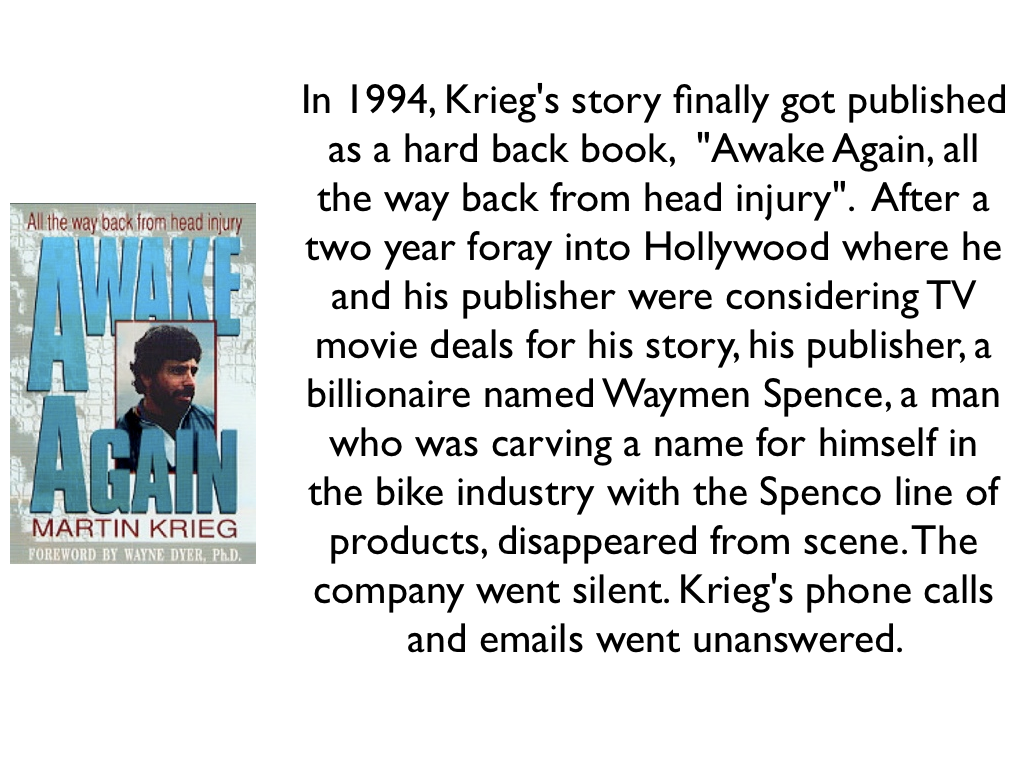 In 1994, Krieg's story finally got published
as a hard back book,  "Awake Again, all
the way back from head injury".  After a
two year foray into Hollywood where he
and his publisher were considering TV
movie deals for his story, his publisher, a
billionaire named Waymen Spence, a man
who was carving a name for himself in
the bike industry with the Spenco line of
products, disappeared from scene. The
company went silent. Krieg's phone calls
and emails went unanswered.
All the way back from head injury
AWAKE
AGAIN
MARTIN KRIEG
FOREWORD BY WAYNE DYER, Ph.D.